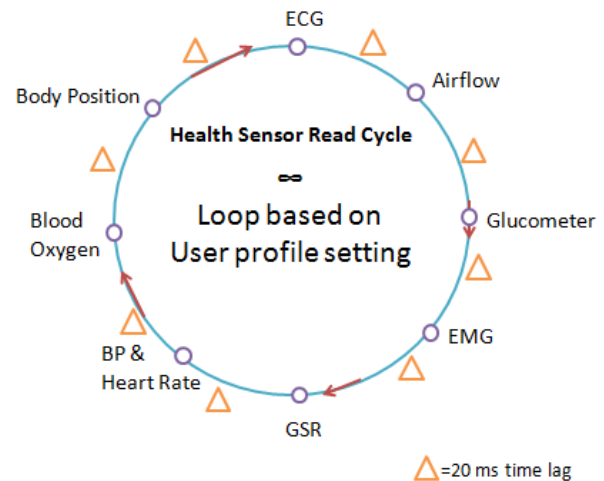 ECG
Airflow
Body Position
Health Sensor Read Cycle
∞
Loop based on
User profile setting
Glucometer
Blood
Oxygen
EMG
BP &
Heart Rate
GSR
=20 ms time lag